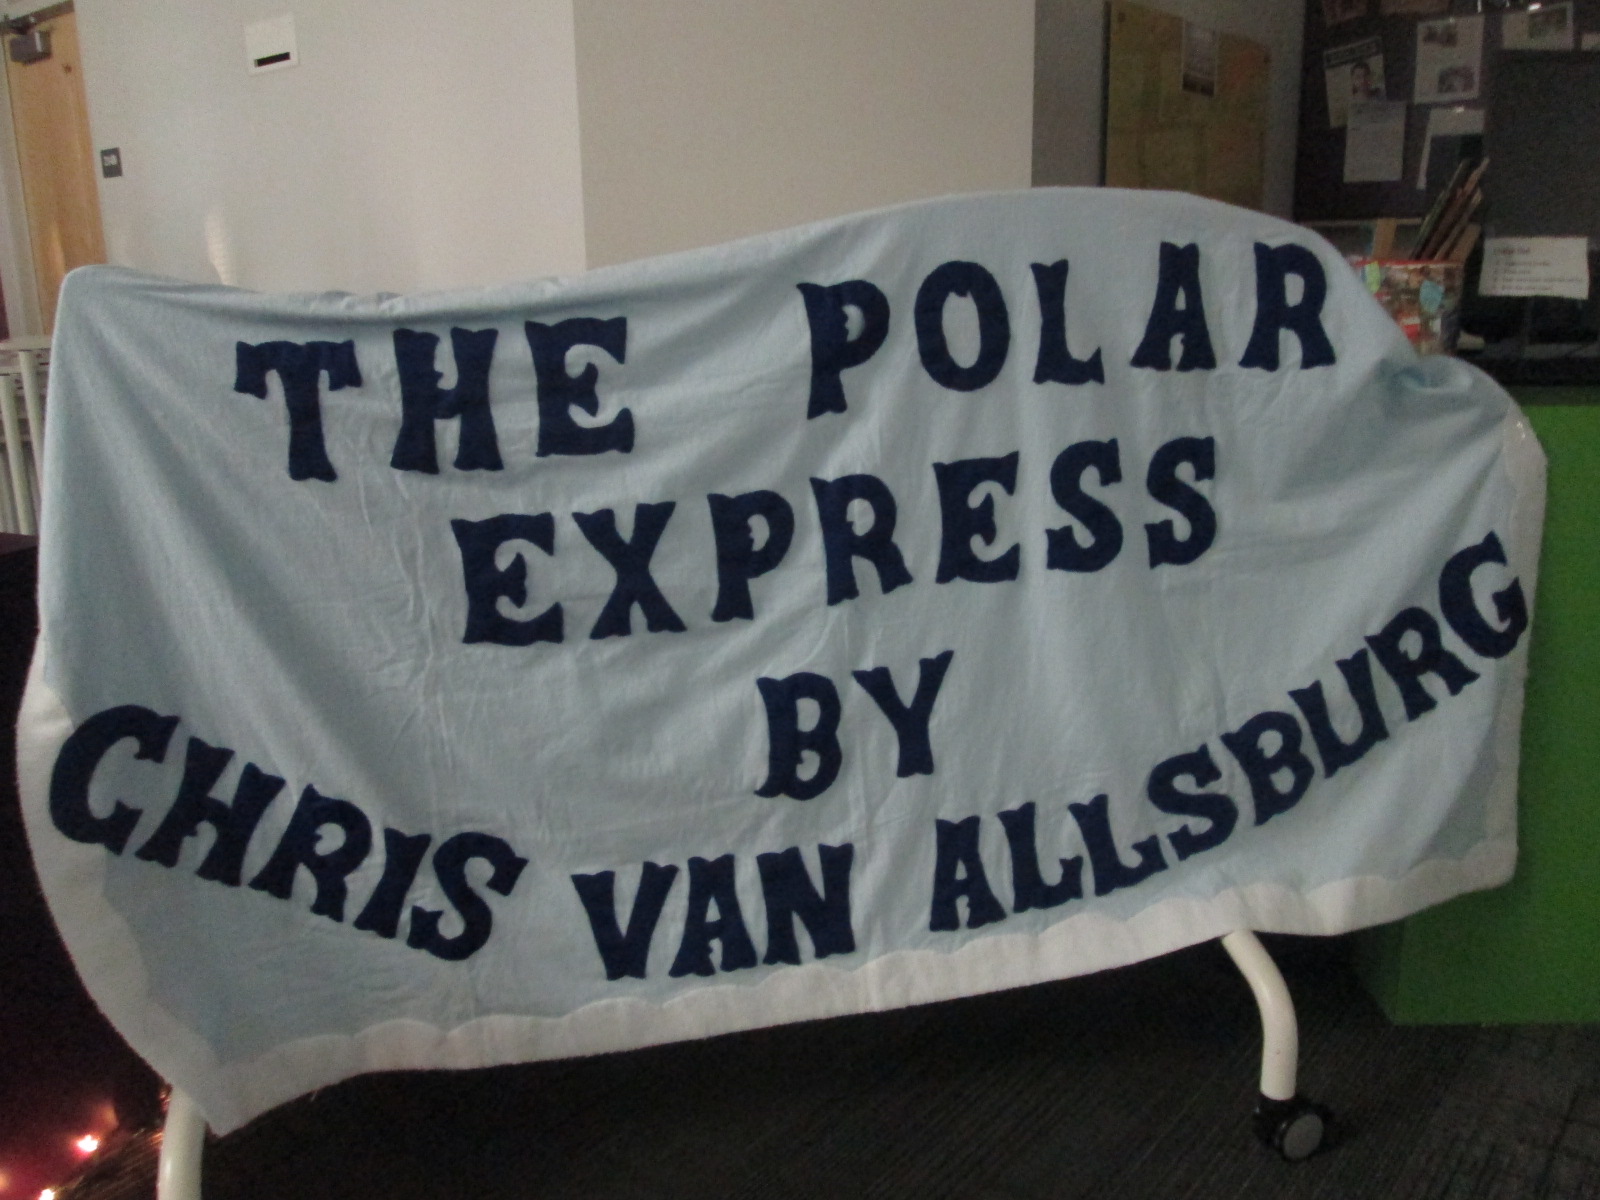 THE POLAR
EXPRESS
BY
CHRIS VAN ALLSBURG